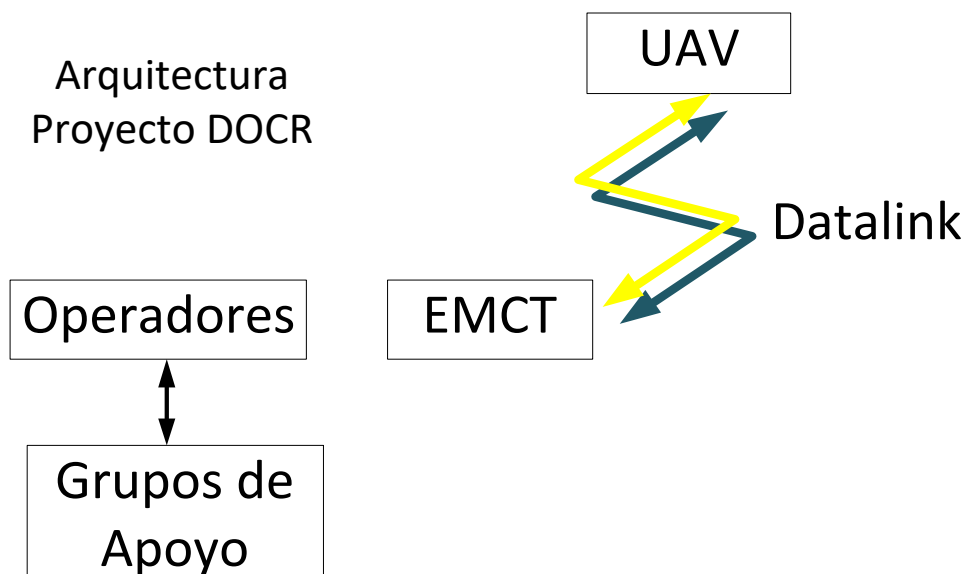 Arquitectura
Proyecto DOCR
UAV
Datalink
Operadores
EMCT
Grupos de
Apoyo